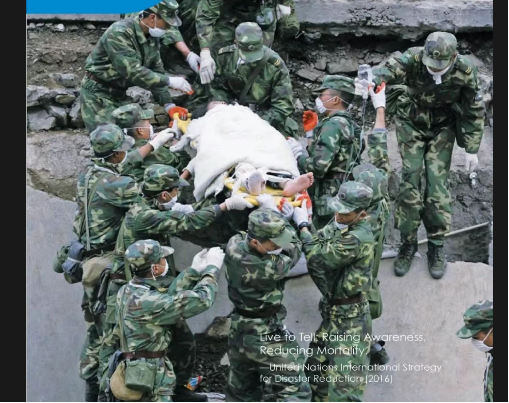 Live to Tell: Raising Awareness,
Reducing Mortality
United Nations International Strategy
for Disaster Reduction (2016)